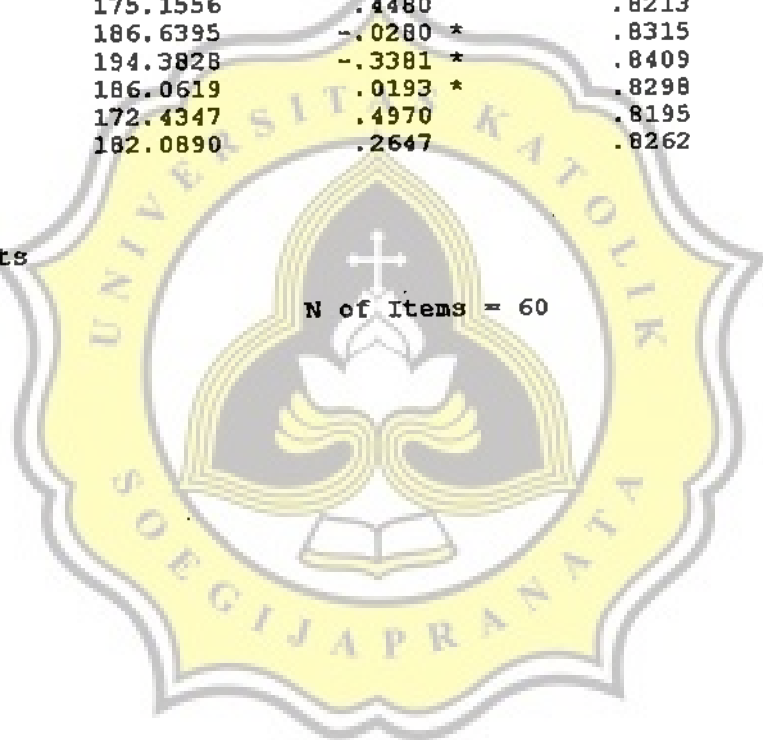 175.1556 .4480 .8213
186.6395 -.0280 * .8315
194.3828 -.3381 * .8409
186.0619 .0193 * .8298
172.4347 .4970 .8195
182.0890 .2647 .8262
ts
N of Items = 60
UNIVERSITAS KATOLIK
SOEGIJAPRANATA